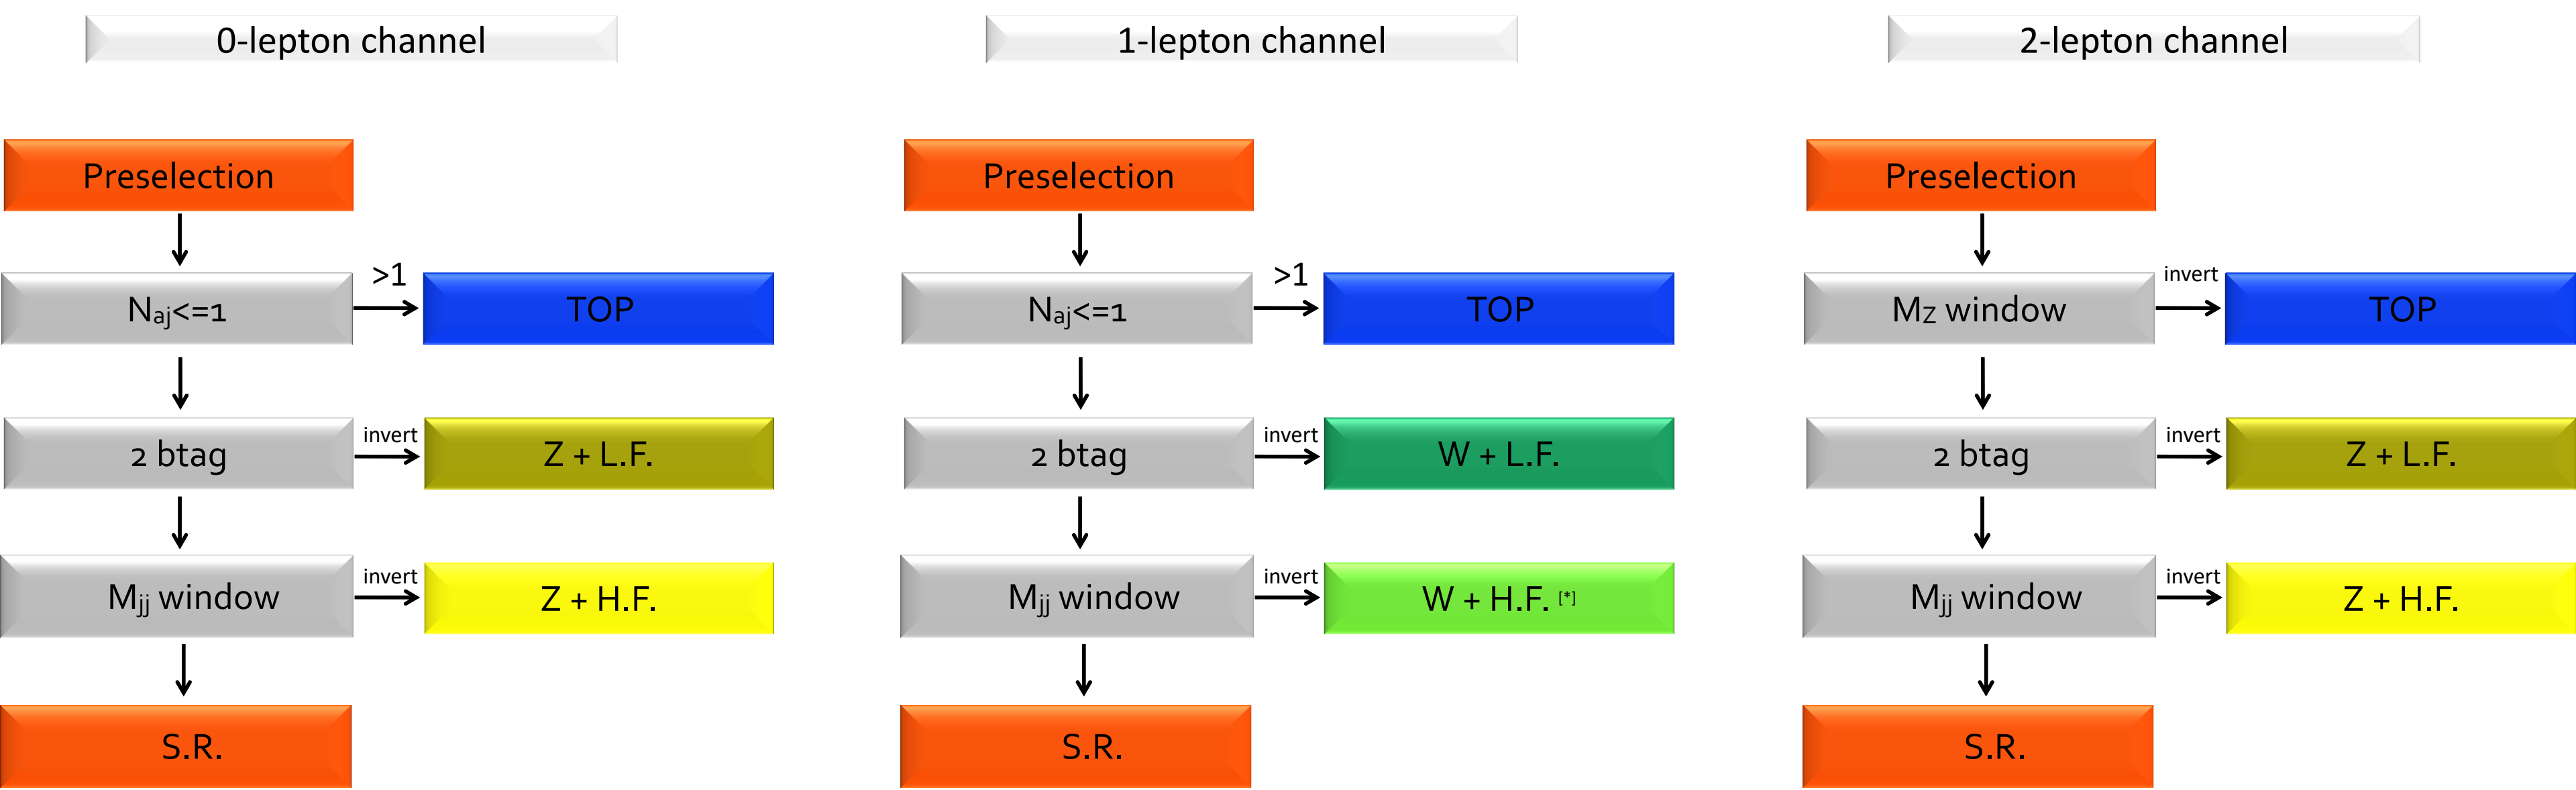 0-lepton channel
1-lepton channel
2-lepton channel
Preselection
Preselection
Preselection
Naj<=1
>1
TOP
Naj<=1
>1
TOP
MZ window
invert
TOP
2 btag
invert
Z + L.F.
2 btag
invert
W + L.F.
2 btag
invert
Z + L.F.
Mjj window
invert
Z + H.F.
Mjj window
invert
W + H.F. [*]
Mjj window
invert
Z + H.F.
S.R.
S.R.
S.R.